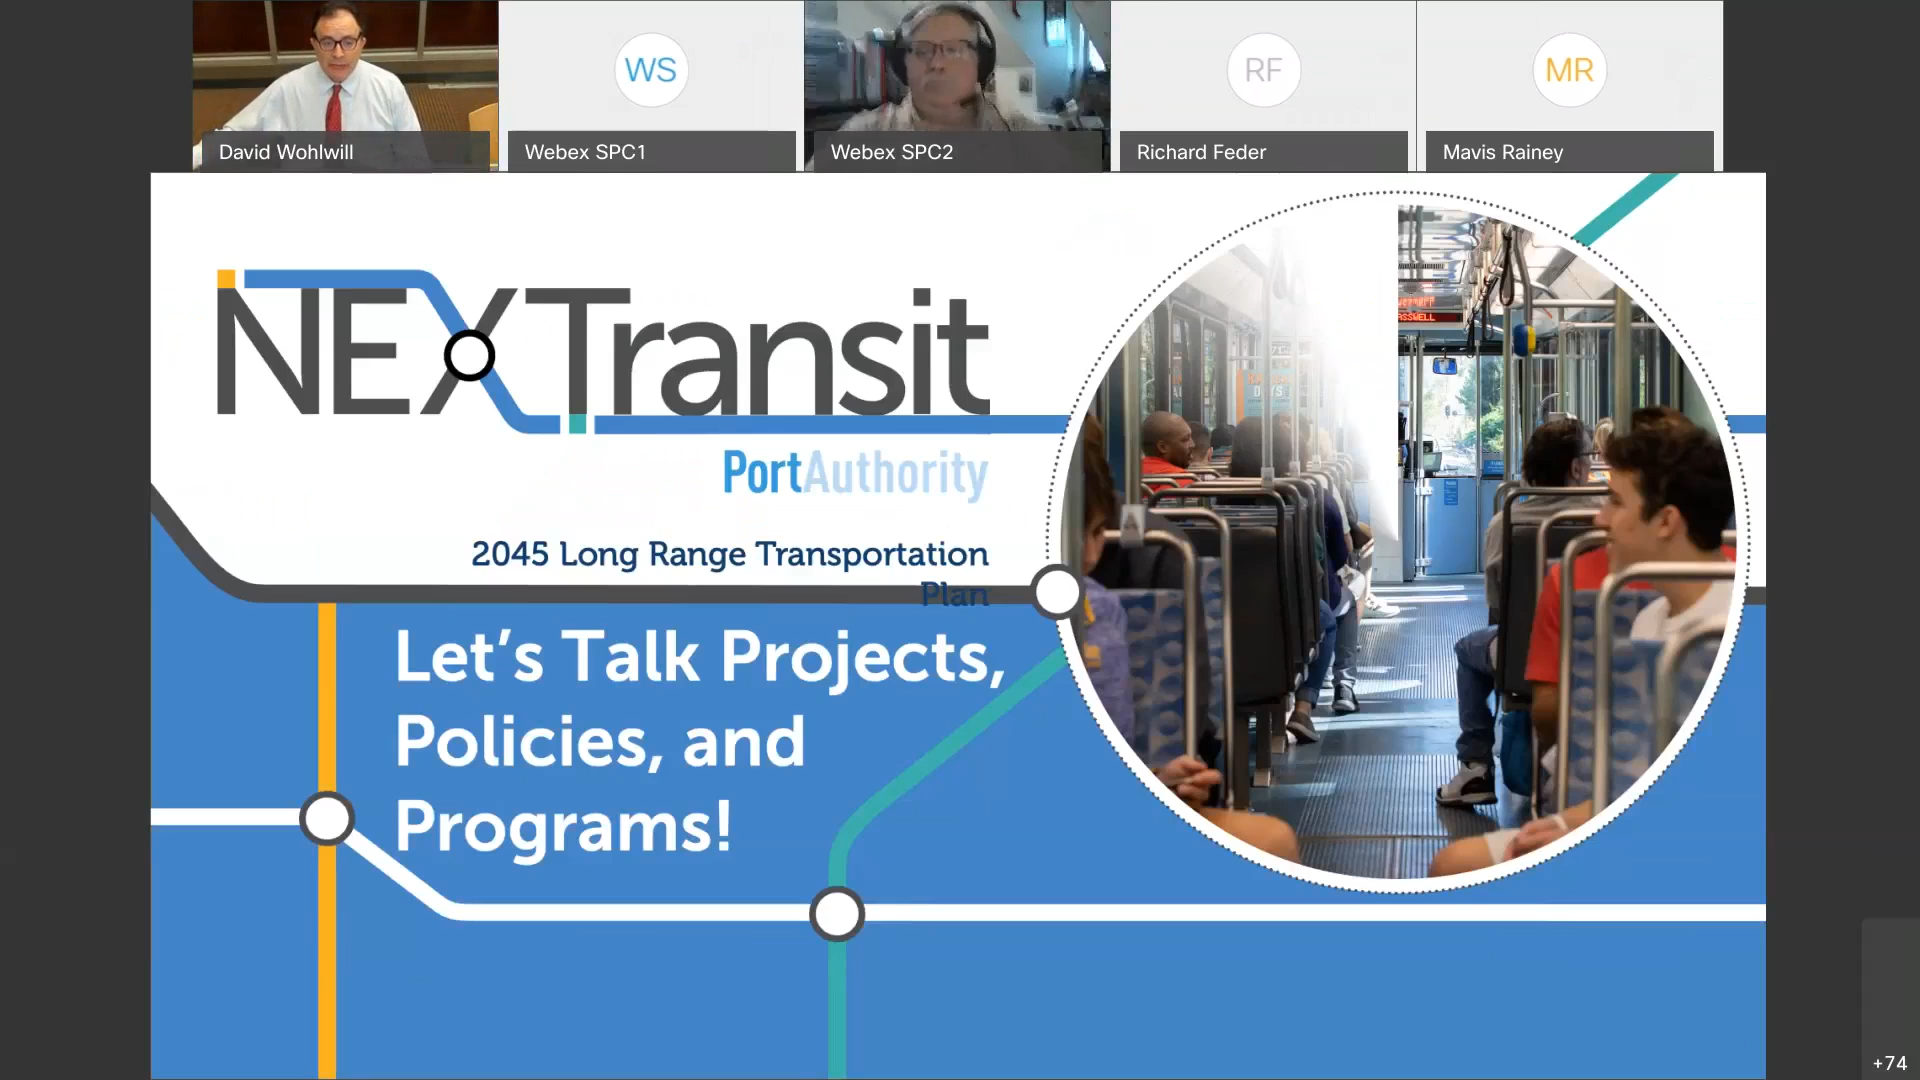 David Wohlwill
WS
Webex SPC1
Webex SPC2
RF
Richard Feder
MR
Mavis Rainey
NEXTransit
PortAuthority
2045 Long Range Transportation
Plan
Let's Talk Projects,
Policies, and
Programs!
+74